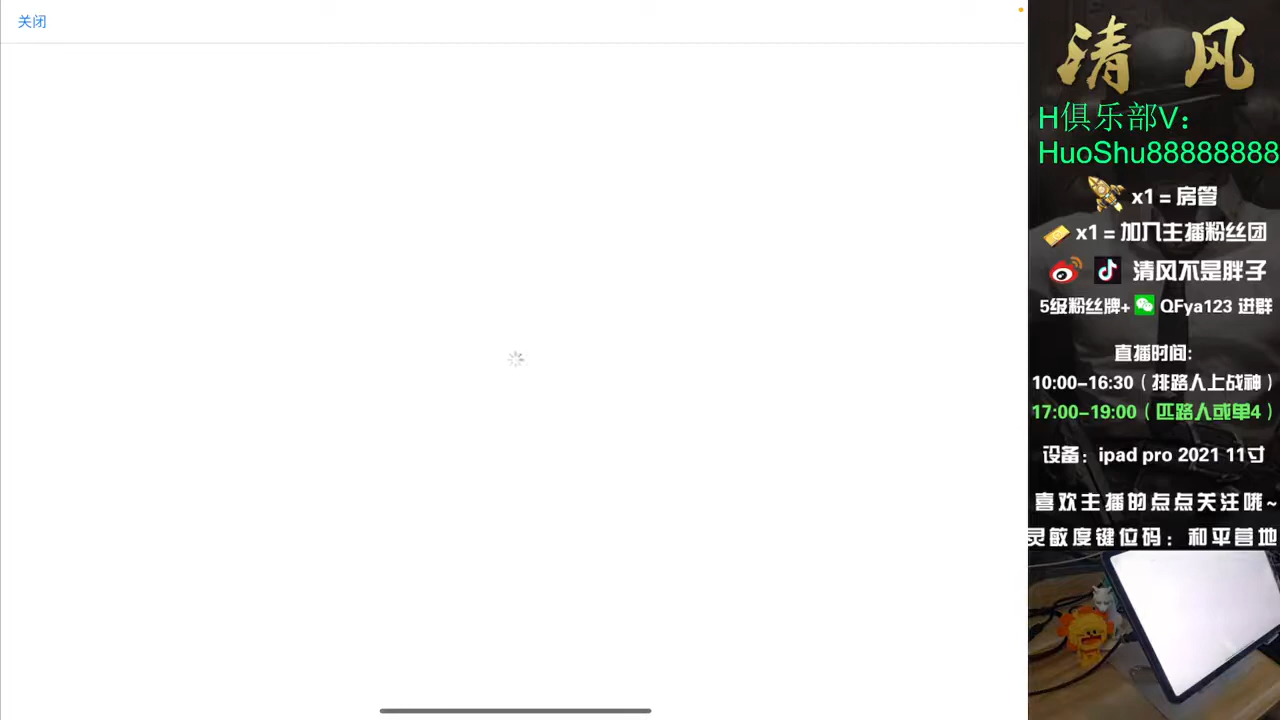 关闭
清 风
H俱乐部V：
HuoShu88888888
x1 = 房管
x1 = 加入主播粉丝团
清风不是胖子
5级粉丝牌+ QFya123 进群
直播时间:
10:00-16:30（排路人上战神）
17:00-19:00（匹路人或单4）
设备：ipad pro 2021 11寸
喜欢主播的点点关注哦~
灵敏度键位码：和平营地